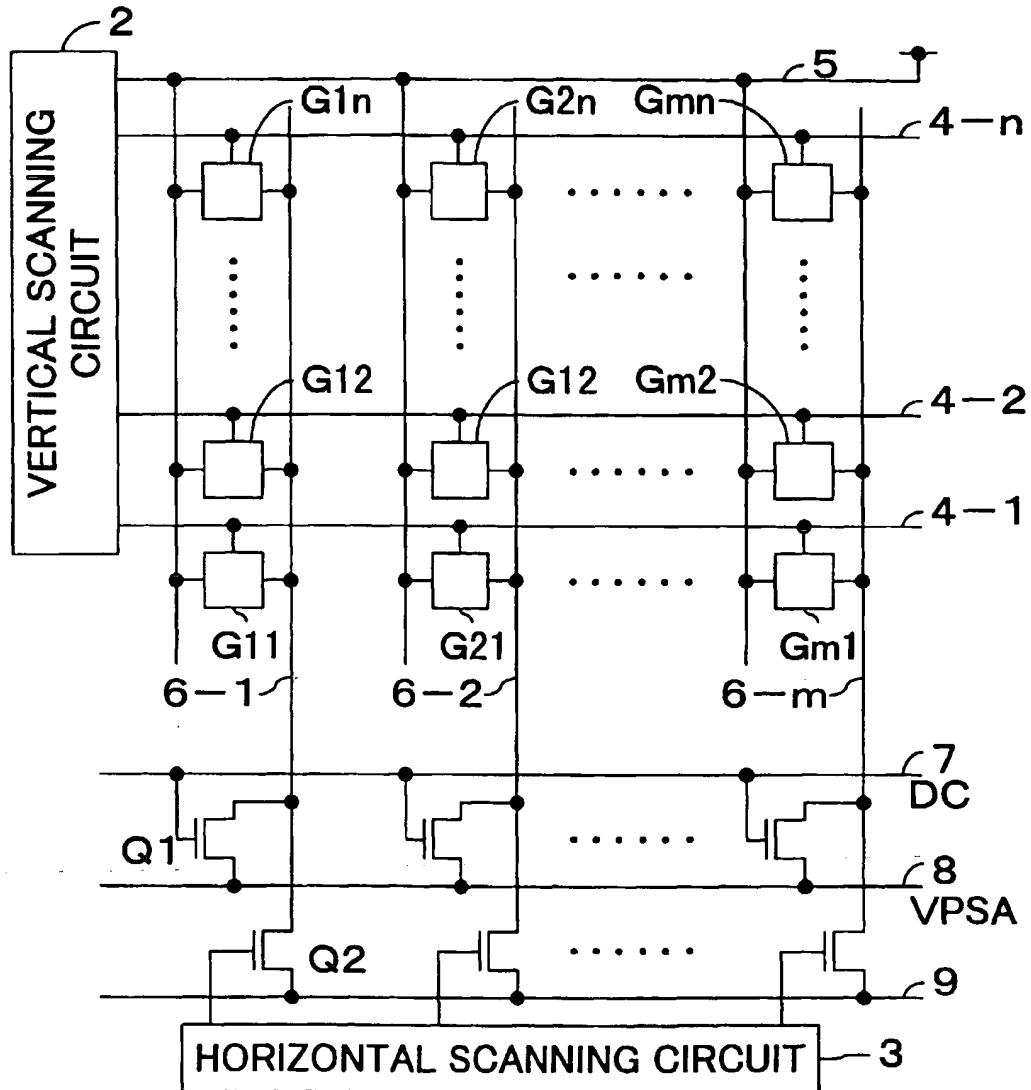 2
5
G1n G2n Gmn
4-n
VERTICAL SCANNING
CIRCUIT
G12 G12 Gm2
4-2
4-1
G11 G21 Gm1
6-1 6-2 6-m
7
DC
Q1
8
VPSA
Q2
9
HORIZONTAL SCANNING CIRCUIT
3